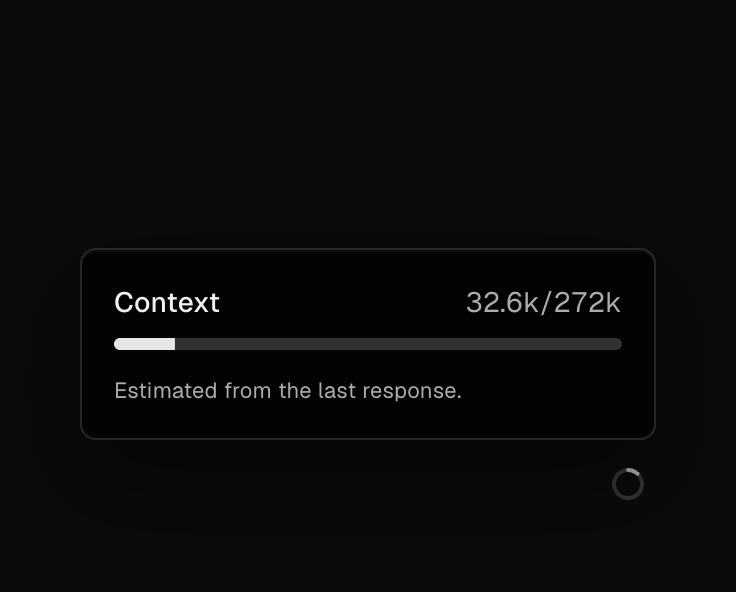 Context 32.6k/272k
Estimated from the last response.